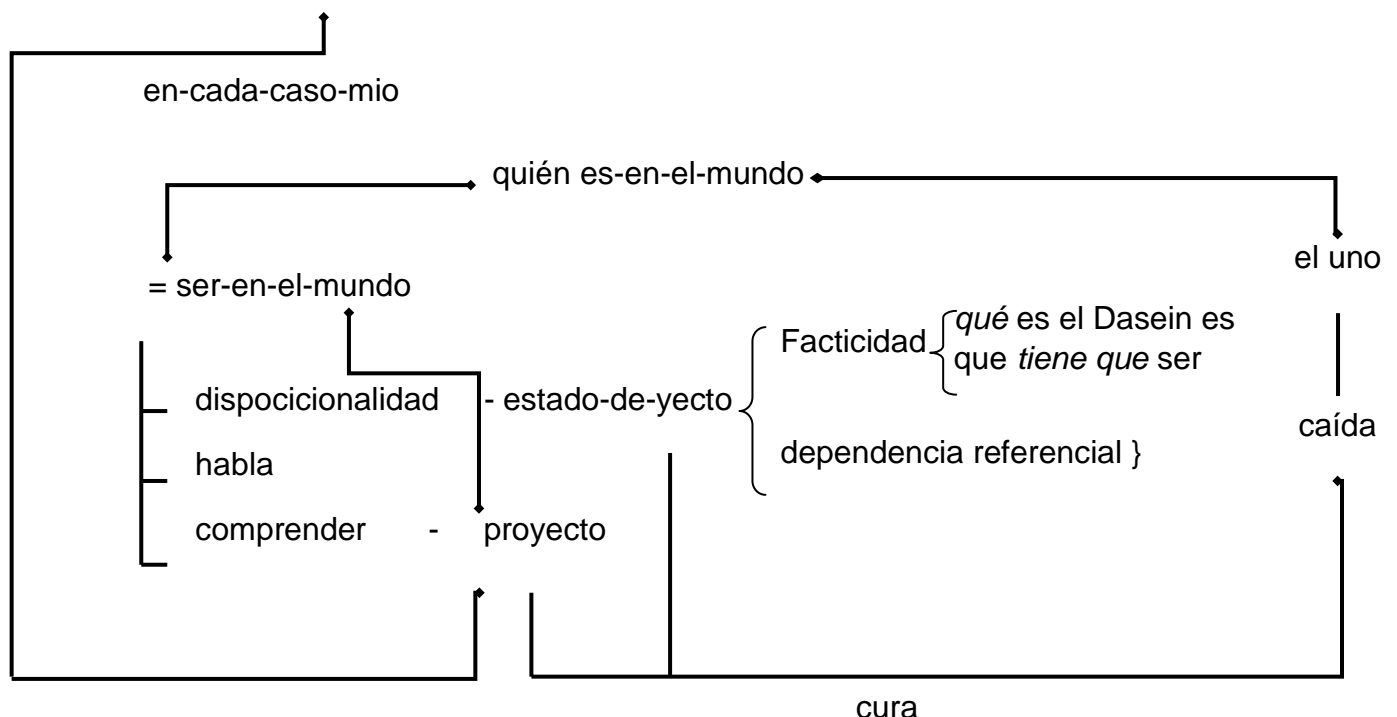 en-cada-caso-mio
quién es-en-el-mundo
el uno
= ser-en-el-mundo
Facticidad qué es el Dasein es
que tiene que ser
dispocicionalidad - estado-de-yecto
caída
habla
dependencia referencial }
comprender - proyecto
cura